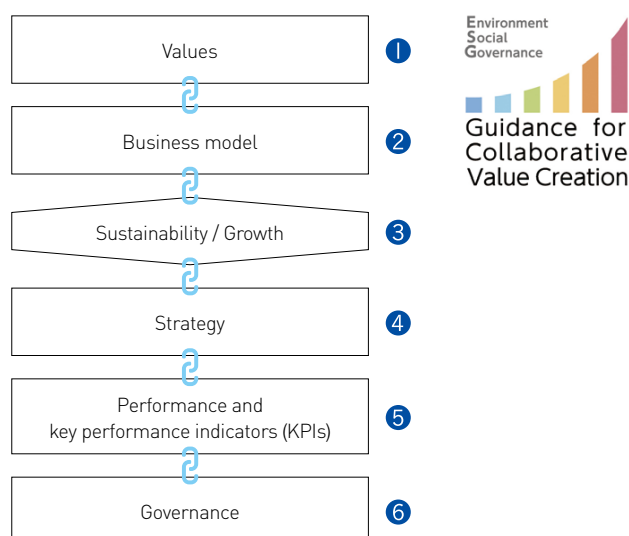 Values
1
Environment
Social
Governance
Business model
2
Guidance for
Collaborative
Value Creation
Sustainability / Growth
3
Strategy
4
Performance and
key performance indicators (KPIs)
5
Governance
6